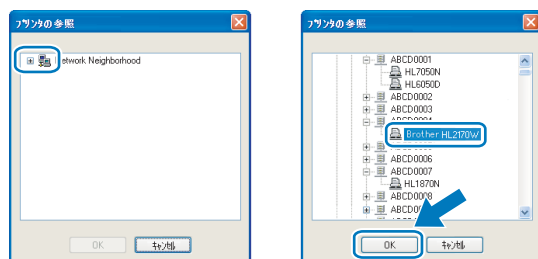 プリンタの参照
etwork Neighborhood
OK
キャンセル
プリンタの参照
ABCD0001
HL7050N
HL6050D
ABCD0002
ABCD0003
ABCD0004
Brother HL2170W
ABCD0006
ABCD0007
HL1870N
ABCD0008
OK
キャンセル